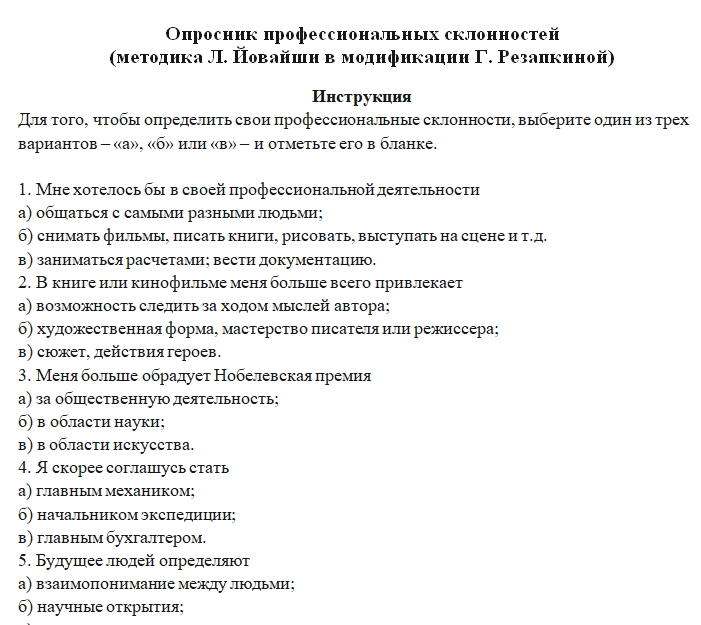 Опросник профессиональных склонностей
(методика Л. Йовайши в модификации Г. Резапкиной)
Инструкция
Для того, чтобы определить свои профессиональные склонности, выберите один из трех
вариантов – «а», «б» или «в» – и отметьте его в бланке.
1. Мне хотелось бы в своей профессиональной деятельности
а) общаться с самыми разными людьми;
б) снимать фильмы, писать книги, рисовать, выступать на сцене и т.д.
в) заниматься расчетами; вести документацию.
2. В книге или кинофильме меня больше всего привлекает
а) возможность следить за ходом мыслей автора;
б) художественная форма, мастерство писателя или режиссера;
в) сюжет, действия героев.
3. Меня больше обрадует Нобелевская премия
а) за общественную деятельность;
б) в области науки;
в) в области искусства.
4. Я скорее соглашусь стать
а) главным механиком;
б) начальником экспедиции;
в) главным бухгалтером.
5. Будущее людей определяют
а) взаимопонимание между людьми;
б) научные открытия;